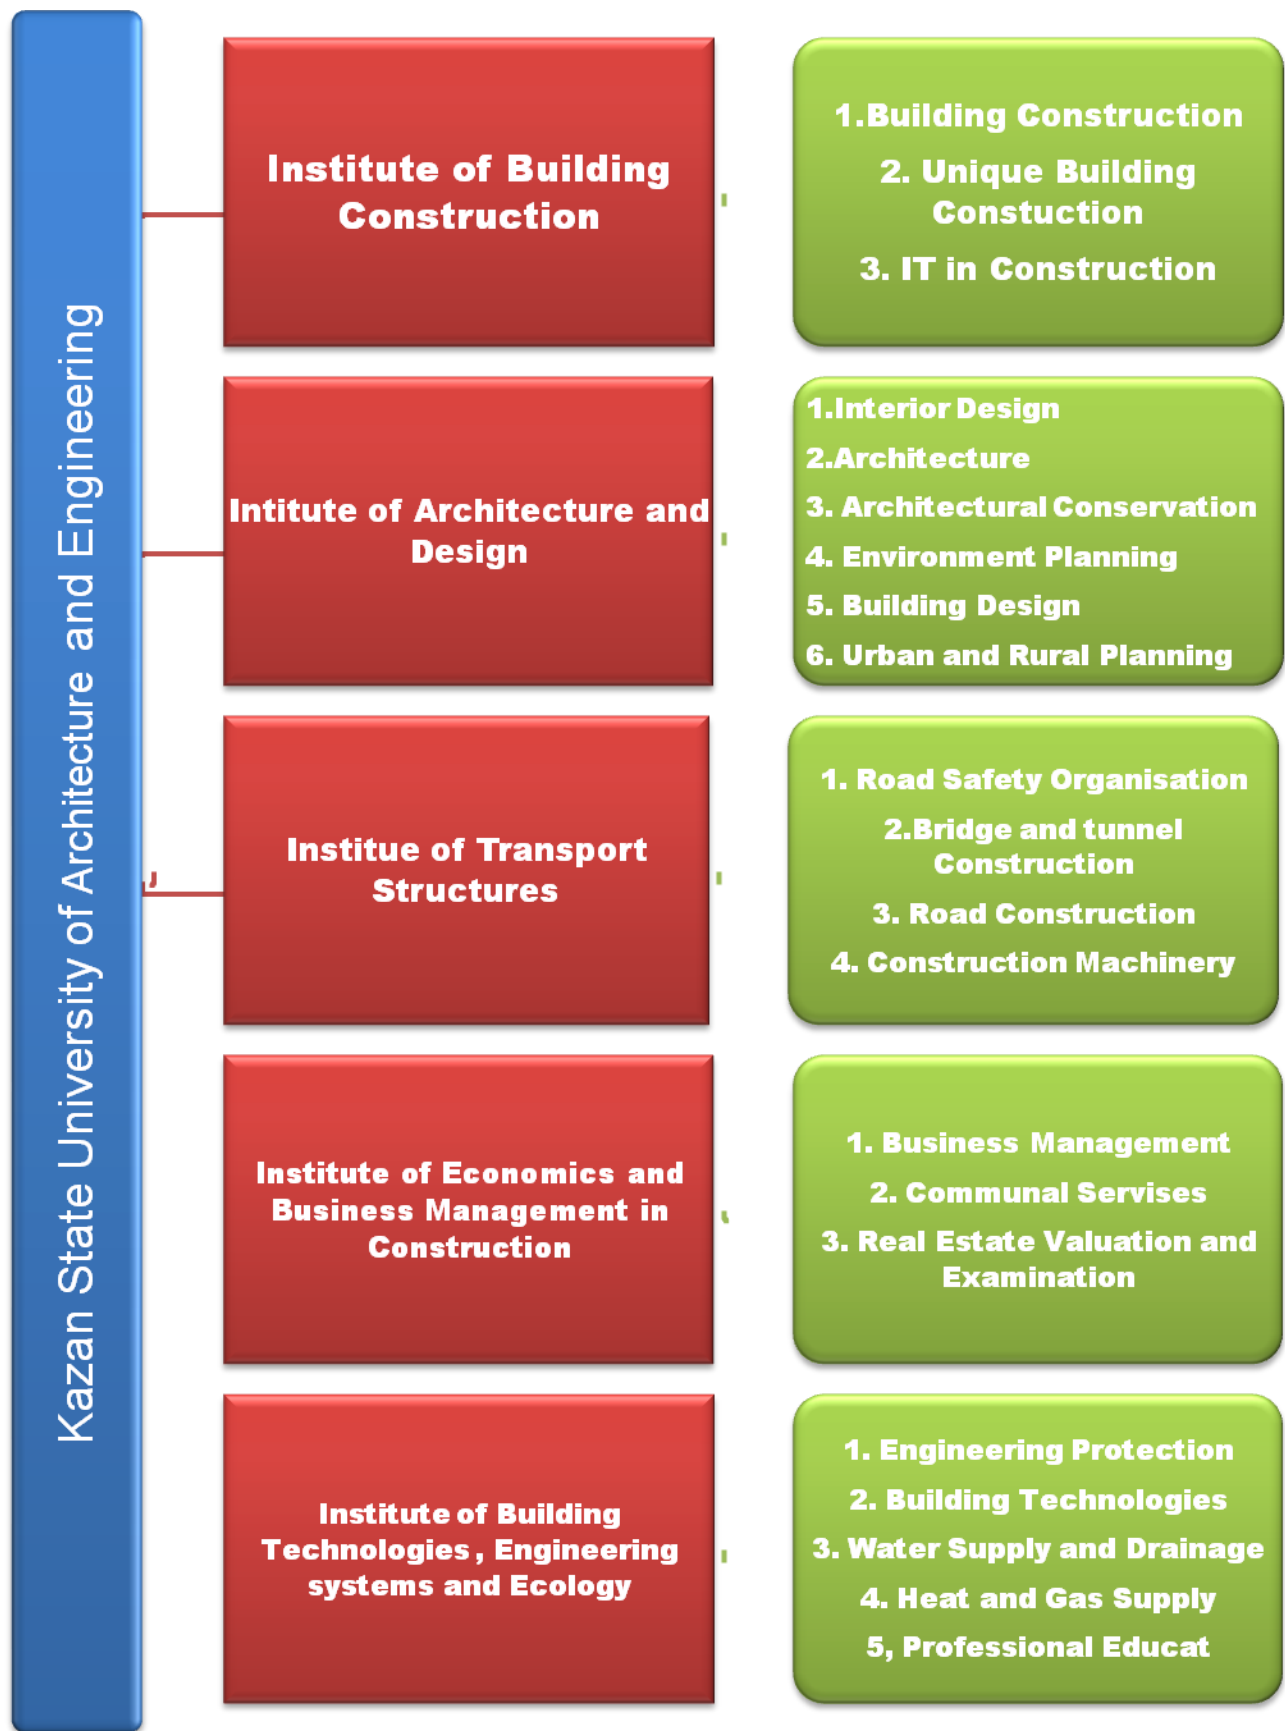 Kazan State University of Architecture and Engineering
Institute of Building
Construction
1.Building Construction
2. Unique Building
Constuction
3. IT in Construction
Intitute of Architecture and
Design
1.Interior Design
2.Architecture
3. Architectural Conservation
4. Environment Planning
5. Building Design
6. Urban and Rural Planning
Institue of Transport
Structures
1. Road Safety Organisation
2.Bridge and tunnel
Construction
3. Road Construction
4. Construction Machinery
Institute of Economics and
Business Management in
Construction
1. Business Management
2. Communal Servises
3. Real Estate Valuation and
Examination
Institute of Building
Technologies, Engineering
systems and Ecology
1. Engineering Protection
2. Building Technologies
3. Water Supply and Drainage
4. Heat and Gas Supply
5, Professional Educat